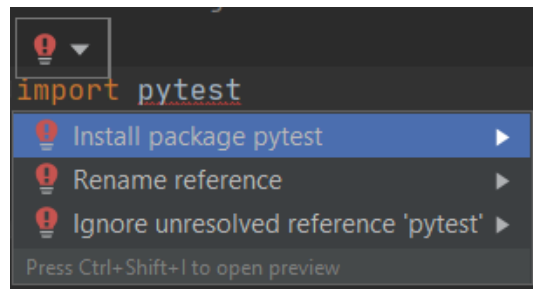 import pytest
Install package pytest
Rename reference
Ignore unresolved reference 'pytest'
Press Ctrl+Shift+I to open preview